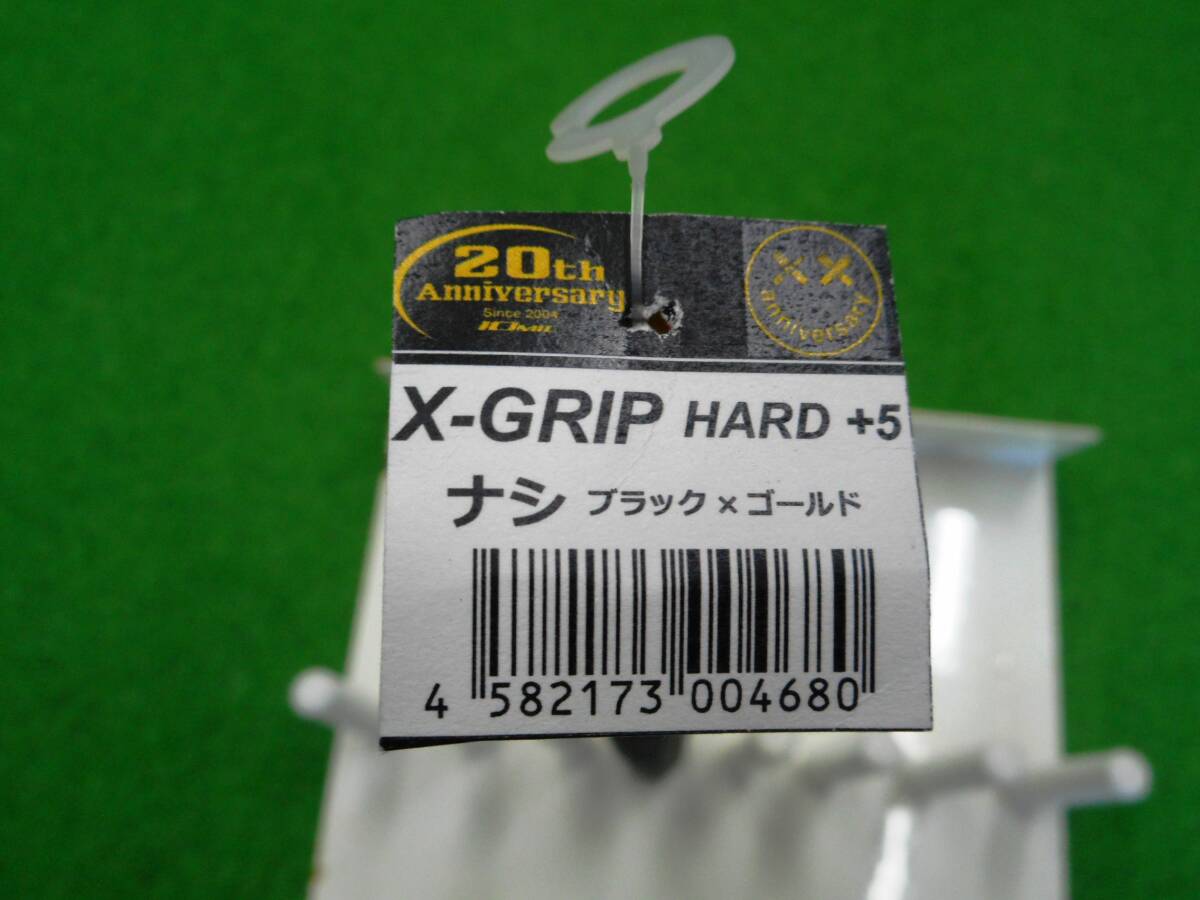 20th
Anniversary
Since 2004
IOMIC
XX
anniversary
X-GRIP HARD +5
ナシ ブラック×ゴールド
4 582173 004680